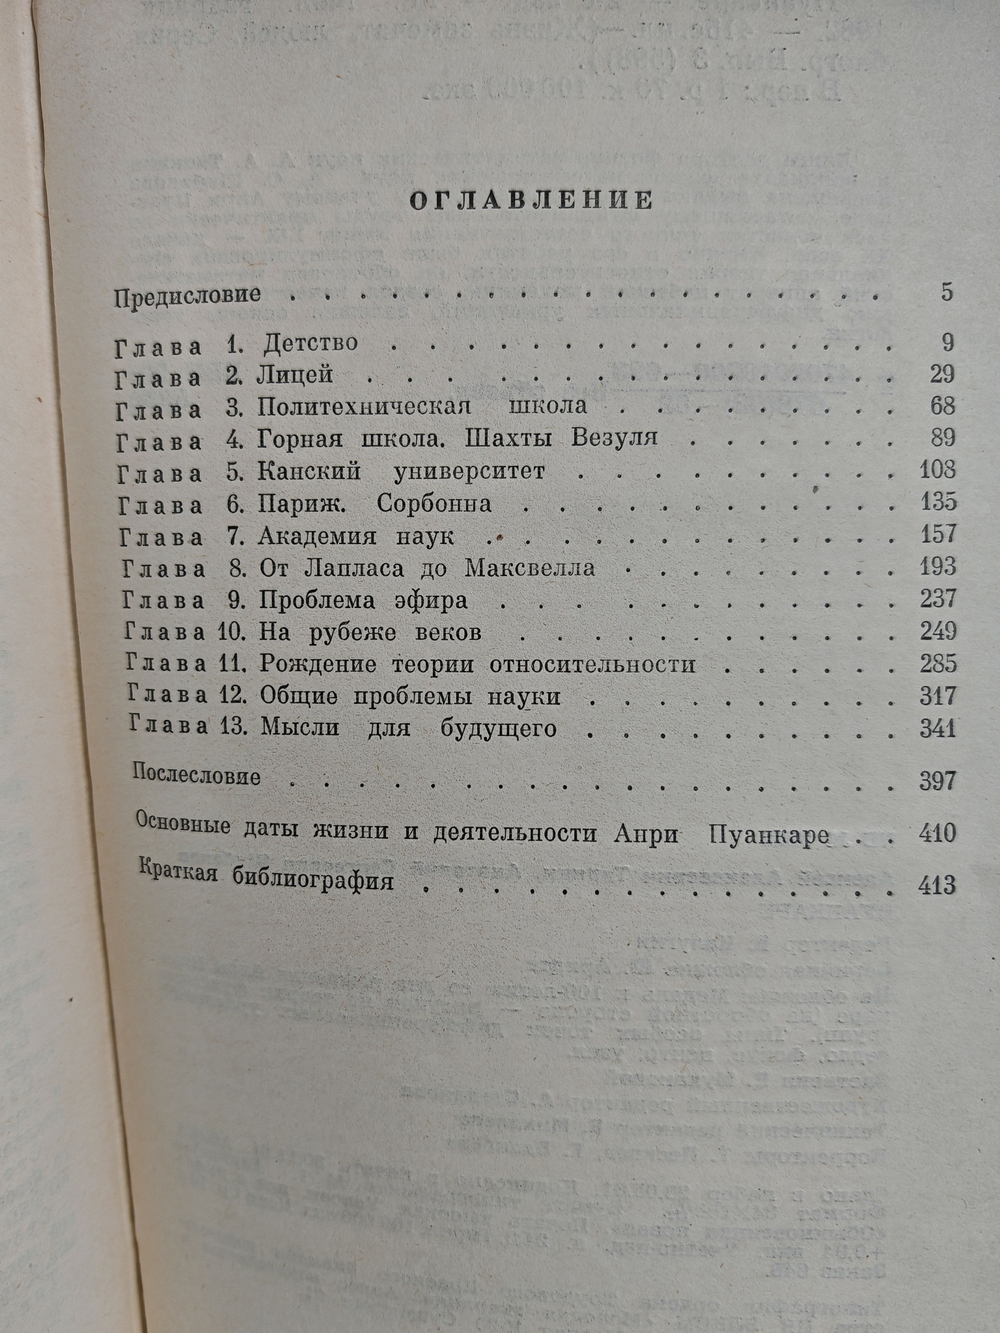 ОГЛАВЛЕНИЕ
Предисловие . . . . . . . . . . . . . . . . . 5
Глава 1. Детство . . . . . . . . . . . . . . 9
Глава 2. Лицей . . . . . . . . . . . . . . 29
Глава 3. Политехническая школа . . . . . . . . 68
Глава 4. Горная школа. Шахты Везуля . . . . . . 89
Глава 5. Канский университет . . . . . . . . . 108
Глава 6. Париж. Сорбонна . . . . . . . . . . . 135
Глава 7. Академия наук . . . . . . . . . . . . 157
Глава 8. От Лапласа до Максвелла . . . . . . . . 193
Глава 9. Проблема эфира . . . . . . . . . . . 237
Глава 10. На рубеже веков . . . . . . . . . . . 249
Глава 11. Рождение теории относительности . . . . . 285
Глава 12. Общие проблемы науки . . . . . . . . . 317
Глава 13. Мысли для будущего . . . . . . . . . 341
Послесловие . . . . . . . . . . . . . . . . . 397
Основные даты жизни и деятельности Анри Пуанкаре . . 410
Краткая библиография . . . . . . . . . . . . . 413